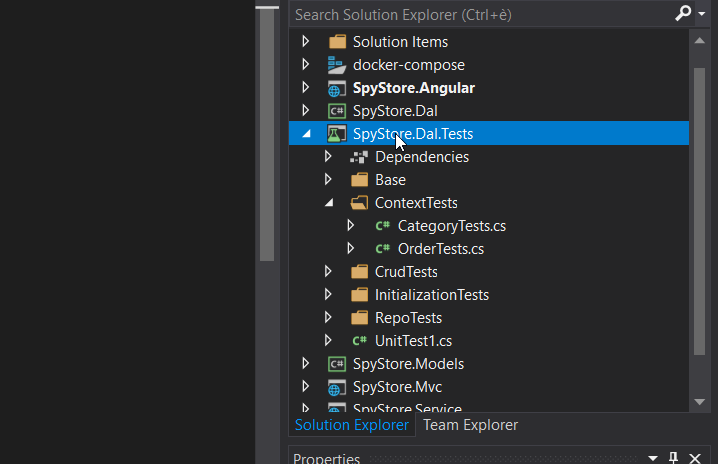 Search Solution Explorer (Ctrl+è)
Solution Items
docker-compose
SpyStore.Angular
C# SpyStore.Dal
SpyStore.Dal.Tests
Dependencies
Base
ContextTests
C# CategoryTests.cs
C# OrderTests.cs
CrudTests
InitializationTests
RepoTests
C# UnitTest1.cs
C# SpyStore.Models
SpyStore.Mvc
SpyStore.Service
Solution Explorer Team Explorer
Properties